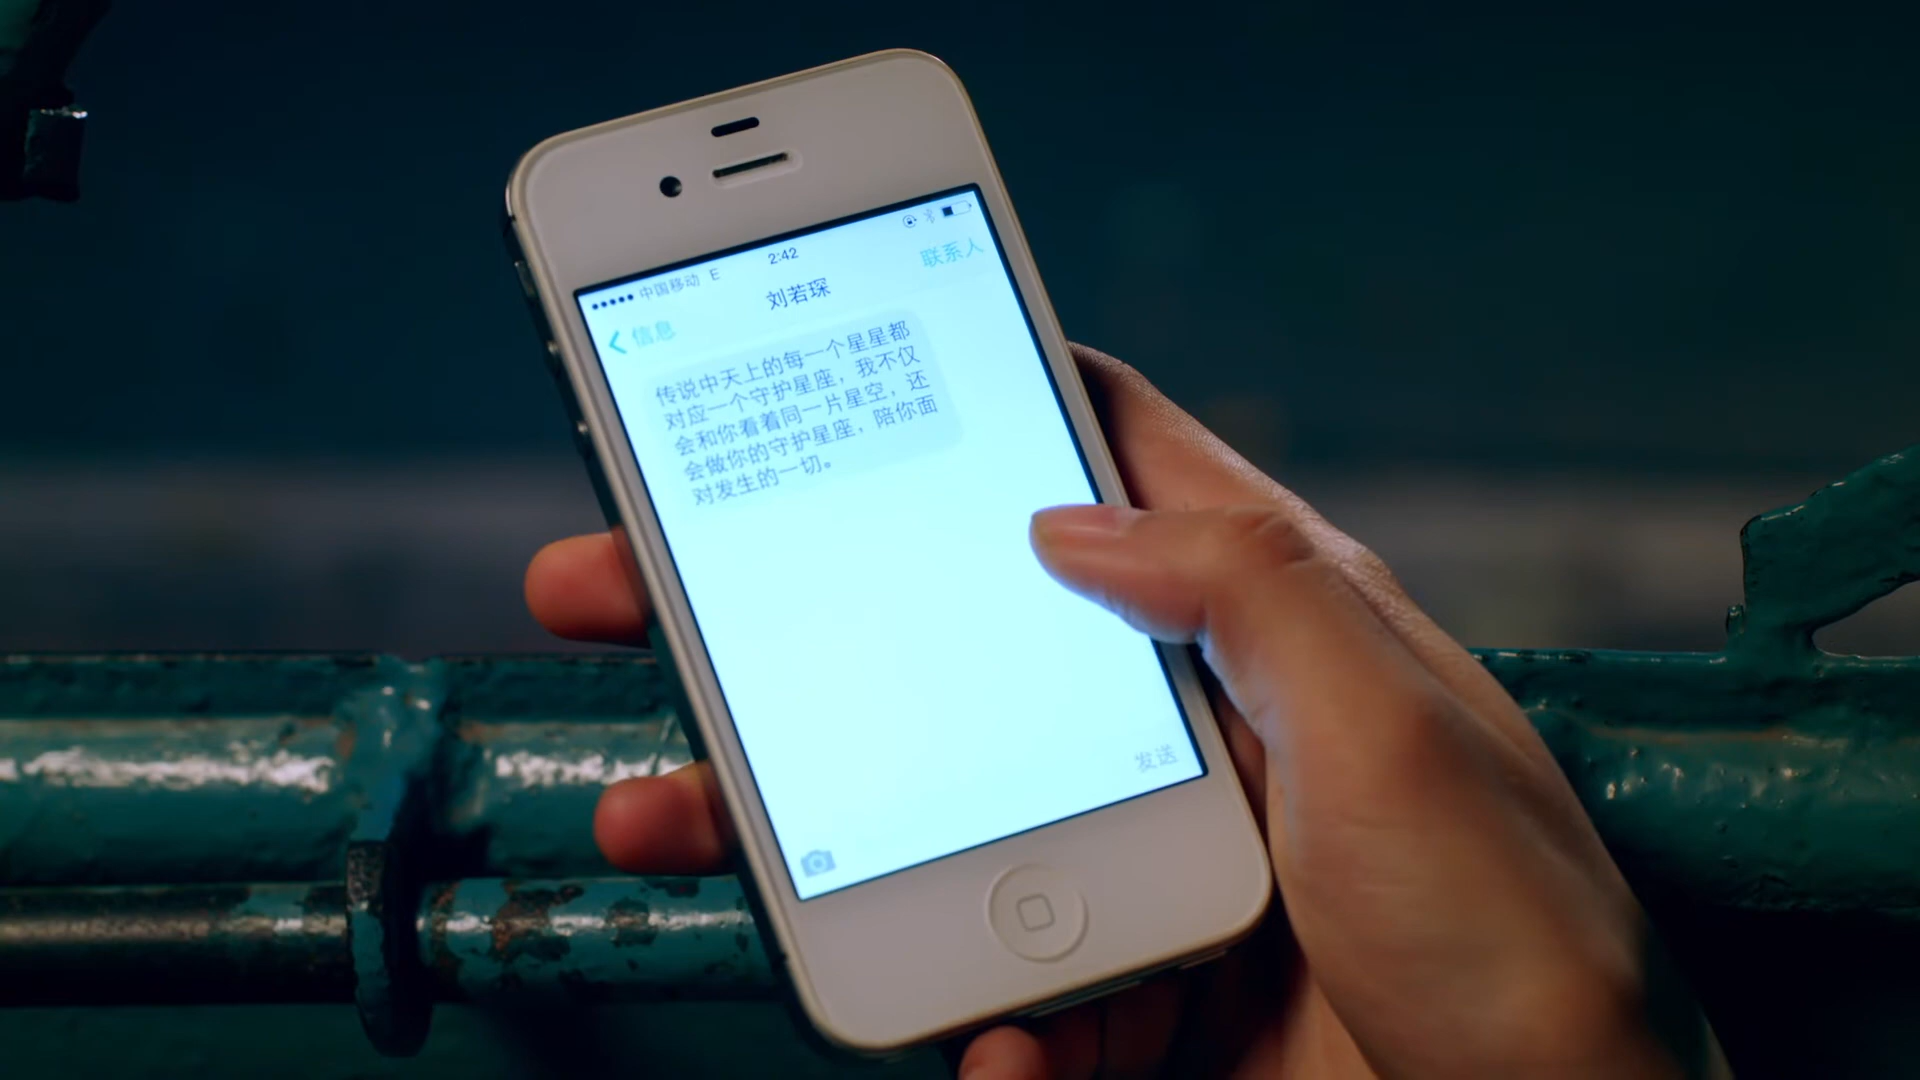 中国移动 E 2:42
信息 刘若琛 联系人
传说中天上的每一个星星都
对应一个守护星座，我不仅
会和你看着同一片星空，还
会做你的守护星座，陪你面
对发生的一切。
发送